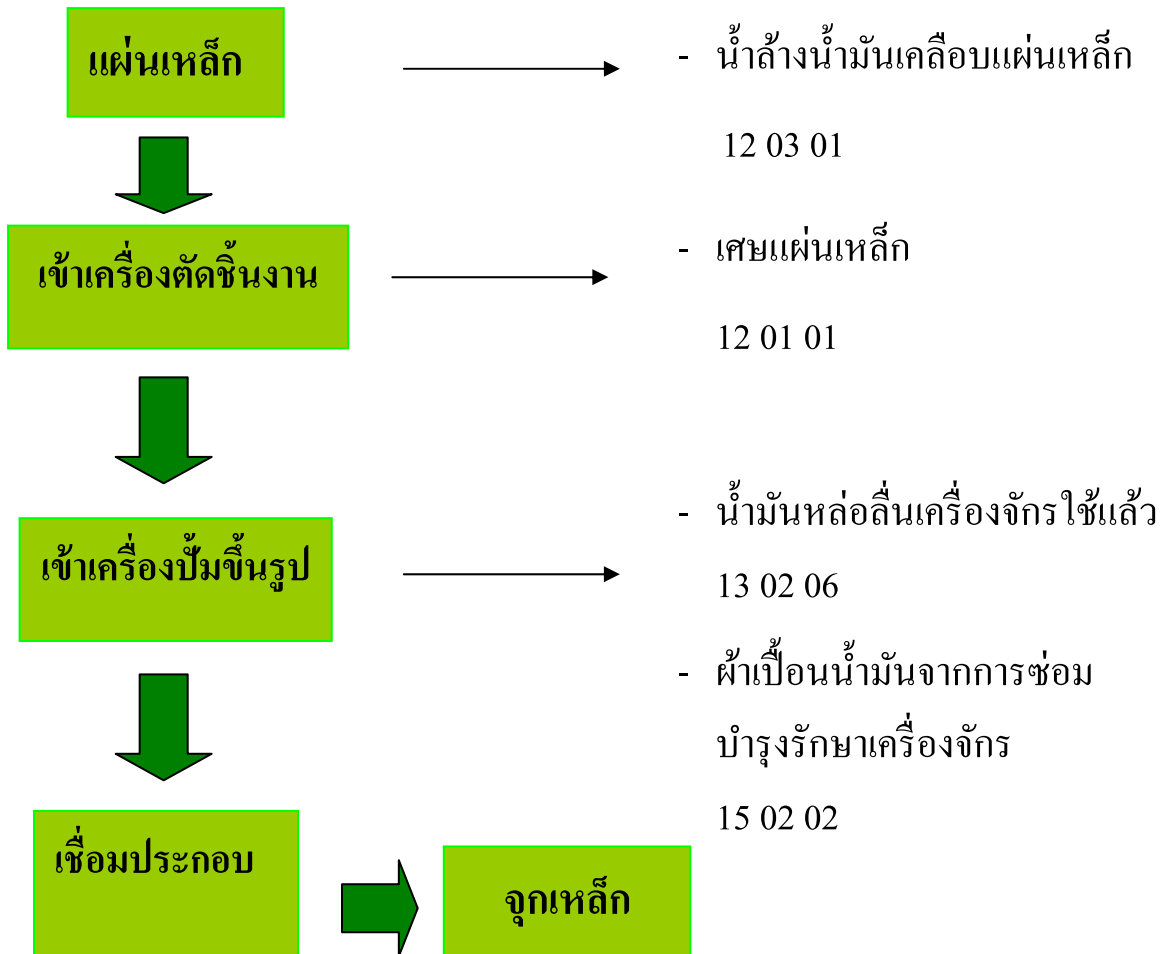 แผ่นเหล็ก
- น้ำล้างน้ำมันเคลือบแผ่นเหล็ก
12 03 01
เข้าเครื่องตัดชิ้นงาน
- เศษแผ่นเหล็ก
12 01 01
เข้าเครื่องปั้มขึ้นรูป
- น้ำมันหล่อลื่นเครื่องจักรใช้แล้ว
13 02 06
- ผ้าเปื้อนน้ำมันจากการซ่อม
บำรุงรักษาเครื่องจักร
15 02 02
เชื่อมประกอบ
จุกเหล็ก